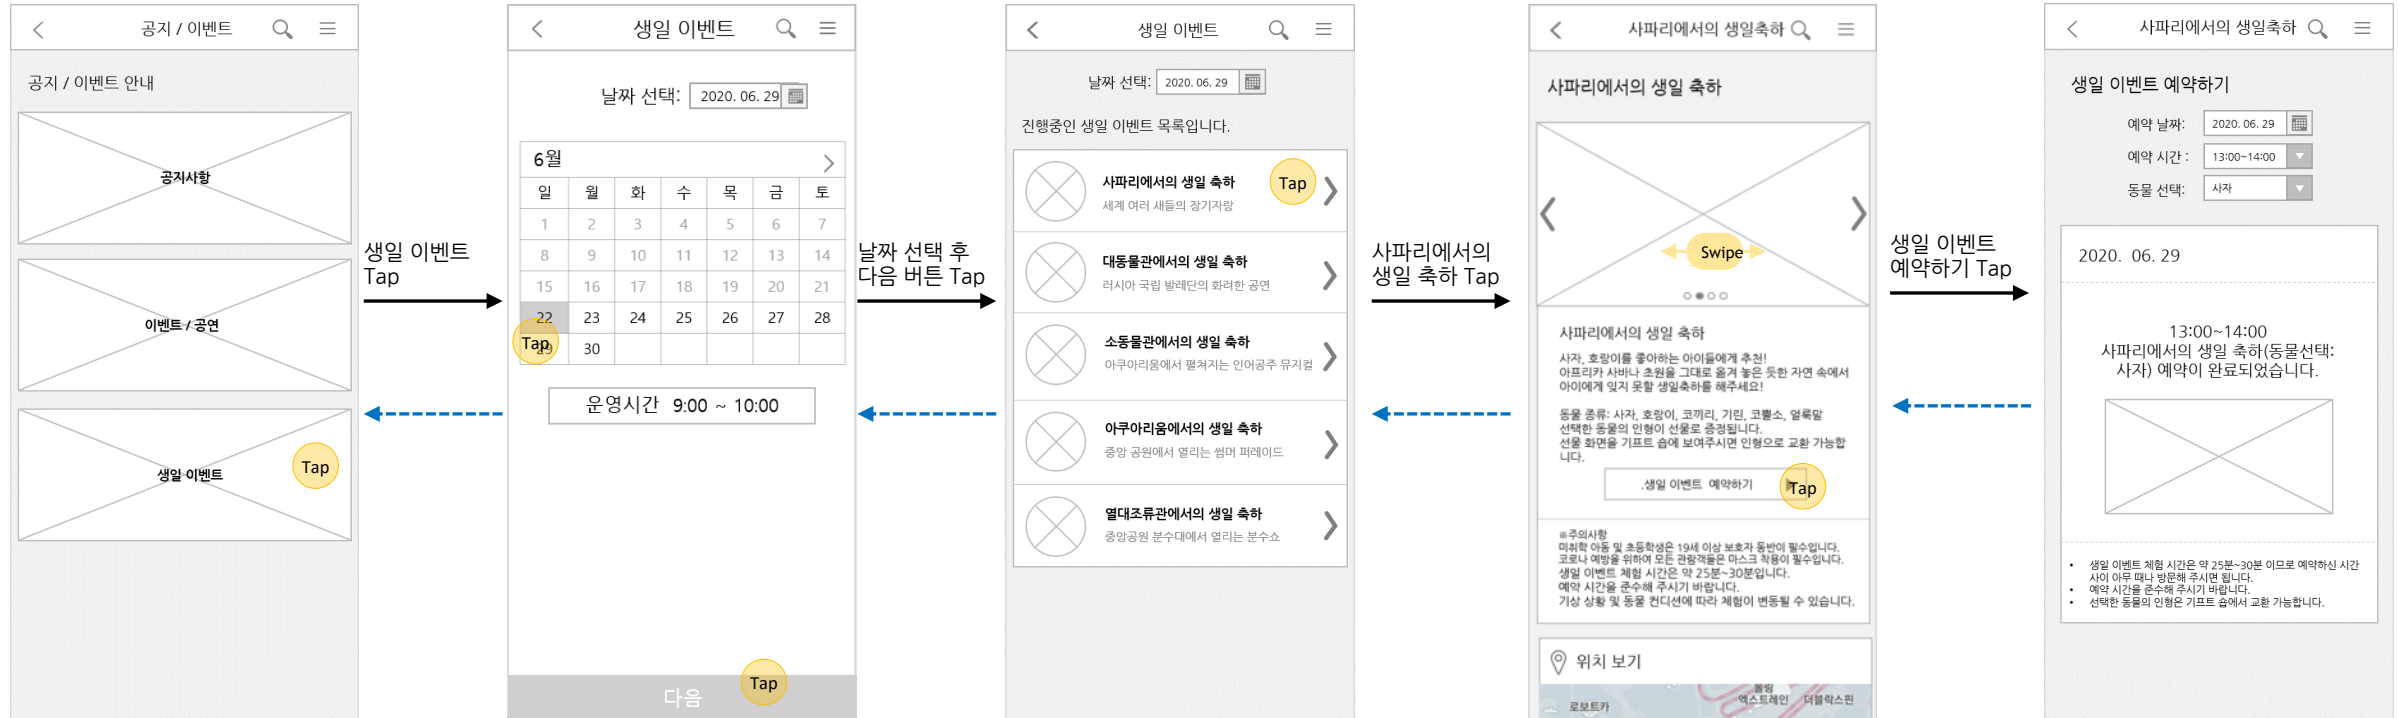 공지 / 이벤트
공지 / 이벤트 안내
공지사항
이벤트 / 공연
생일 이벤트
Tap
생일 이벤트
Tap
생일 이벤트
날짜 선택: 2020. 06. 29
6월
일 월 화 수 목 금 토
1 2 3 4 5 6 7
8 9 10 11 12 13 14
15 16 17 18 19 20 21
22 23 24 25 26 27 28
29 30
Tap
운영시간 9:00 ~ 10:00
다음
Tap
날짜 선택 후
다음 버튼 Tap
생일 이벤트
날짜 선택: 2020. 06. 29
진행중인 생일 이벤트 목록입니다.
사파리에서의 생일 축하
세계 여러 새들의 장기자랑
Tap
대동물관에서의 생일 축하
러시아 국립 발레단의 화려한 공연
소동물관에서의 생일 축하
아쿠아리움에서 펼쳐지는 인어공주 뮤지컬
아쿠아리움에서의 생일 축하
중앙 공원에서 열리는 썸머 퍼레이드
열대조류관에서의 생일 축하
중앙공원 분수대에서 열리는 분수쇼
사파리에서의
생일 축하 Tap
사파리에서의 생일축하
사파리에서의 생일 축하
Swipe
사파리에서의 생일 축하
사자, 호랑이를 좋아하는 아이들에게 추천!
아프리카 사바나 초원을 그대로 옮겨 놓은 듯한 자연 속에서
아이에게 잊지 못할 생일축하를 해주세요!
동물 종류: 사자, 호랑이, 코끼리, 기린, 코뿔소, 얼룩말
선택한 동물의 인형이 선물로 증정됩니다.
선물 화면을 기프트 숍에 보여주시면 인형으로 교환 가능합
니다.
.생일 이벤트 예약하기
Tap
※주의사항
미취학 아동 및 초등학생은 19세 이상 보호자 동반이 필수입니다.
코로나 예방을 위하여 모든 관람객들은 마스크 착용이 필수입니다.
생일 이벤트 체험 시간은 약 25분~30분입니다.
예약 시간을 준수해 주시기 바랍니다.
기상 상황 및 동물 컨디션에 따라 체험이 변동될 수 있습니다.
위치 보기
롤링
엑스트레인 더블락스핀
로보트카
생일 이벤트
예약하기 Tap
사파리에서의 생일축하
생일 이벤트 예약하기
예약 날짜: 2020. 06. 29
예약 시간 : 13:00~14:00
동물 선택: 사자
2020. 06. 29
13:00~14:00
사파리에서의 생일 축하(동물선택:
사자) 예약이 완료되었습니다.
• 생일 이벤트 체험 시간은 약 25분~30분 이므로 예약하신 시간
사이 아무 때나 방문해 주시면 됩니다.
• 예약 시간을 준수해 주시기 바랍니다.
• 선택한 동물의 인형은 기프트 숍에서 교환 가능합니다.